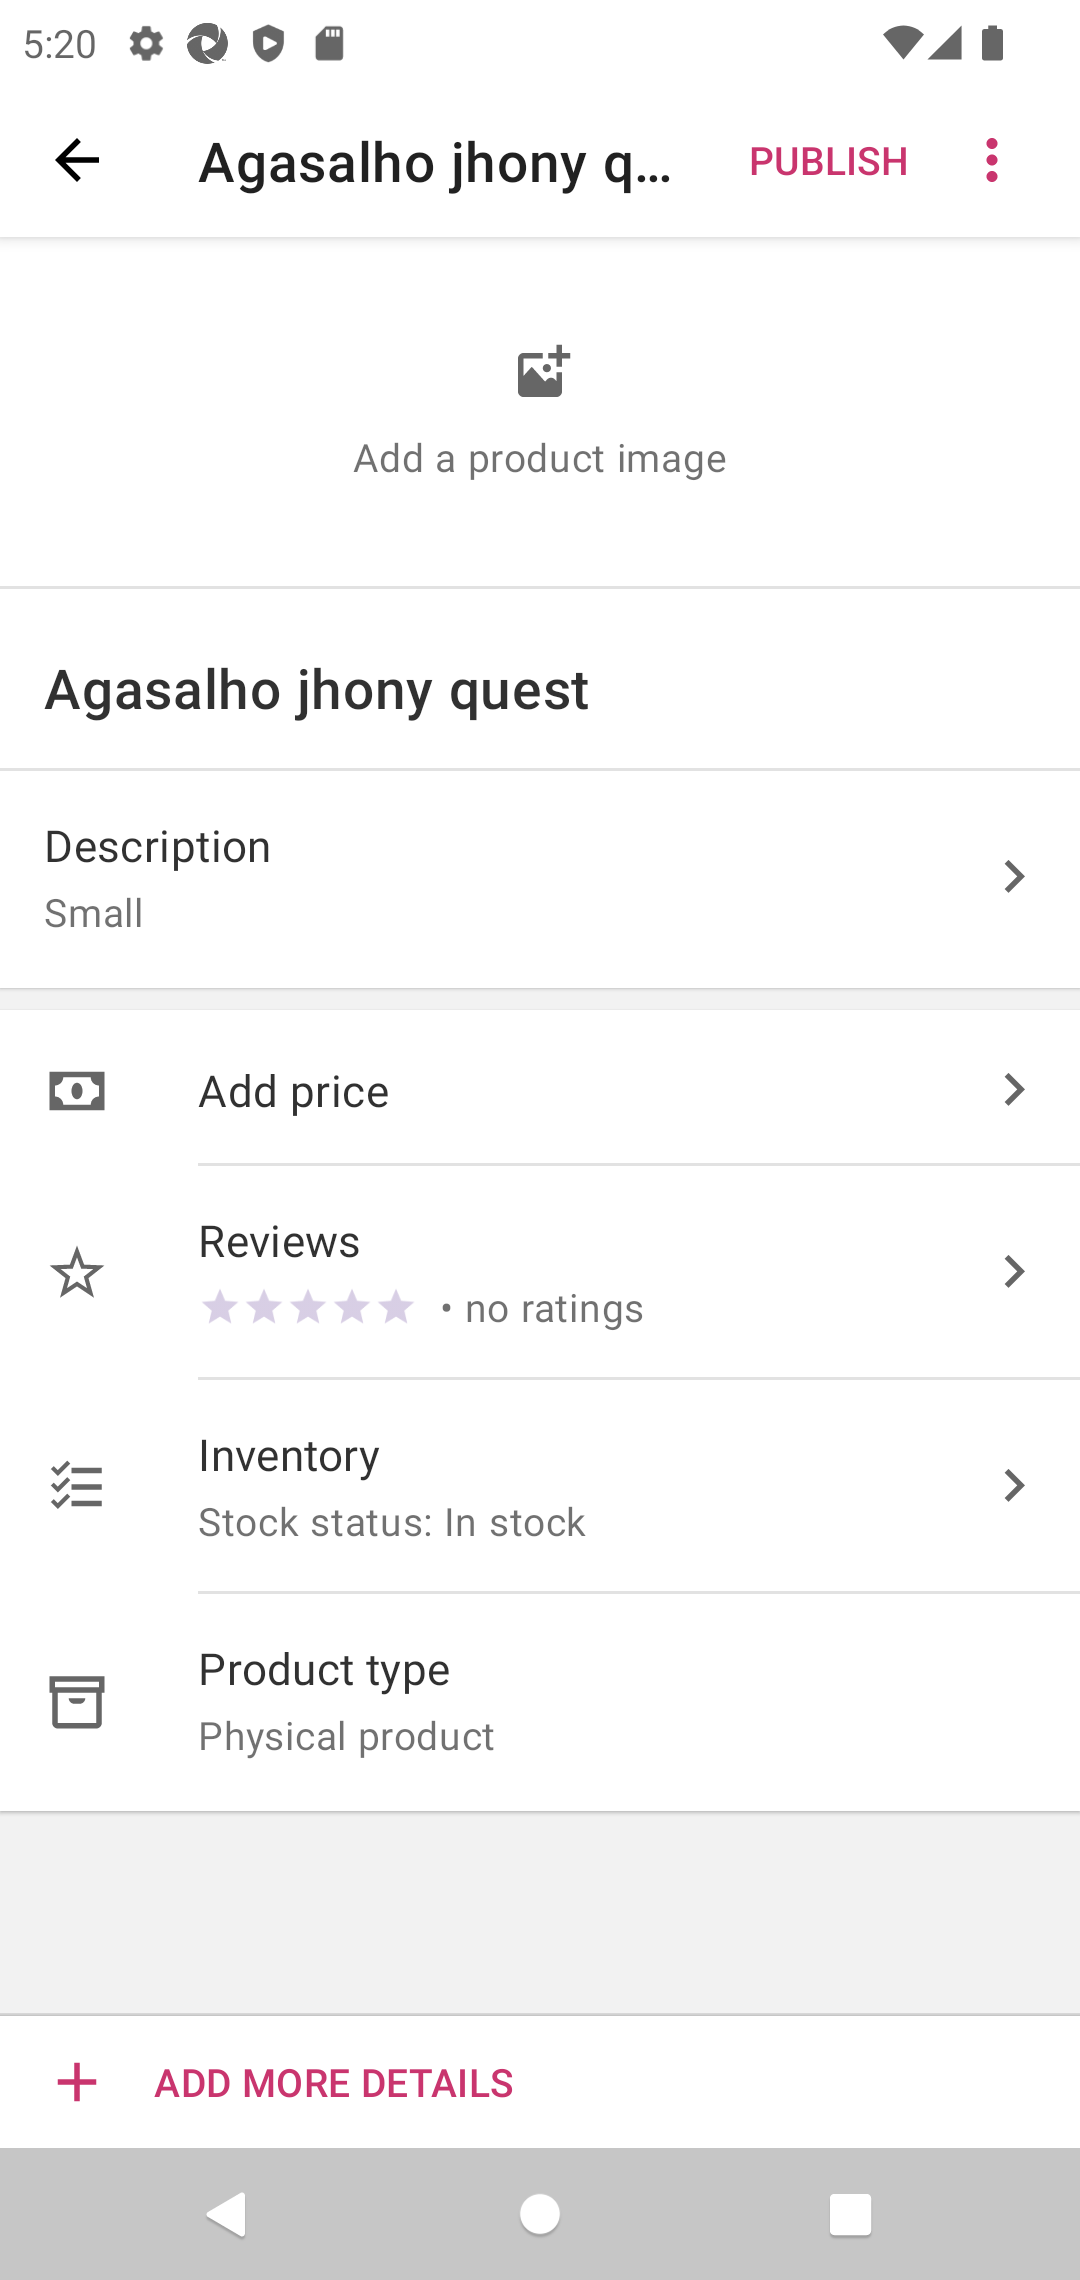 5:20
Agasalho jhony q...
PUBLISH
Add a product image
Agasalho jhony quest
Description
Small
Add price
Reviews
• no ratings
Inventory
Stock status: In stock
Product type
Physical product
ADD MORE DETAILS